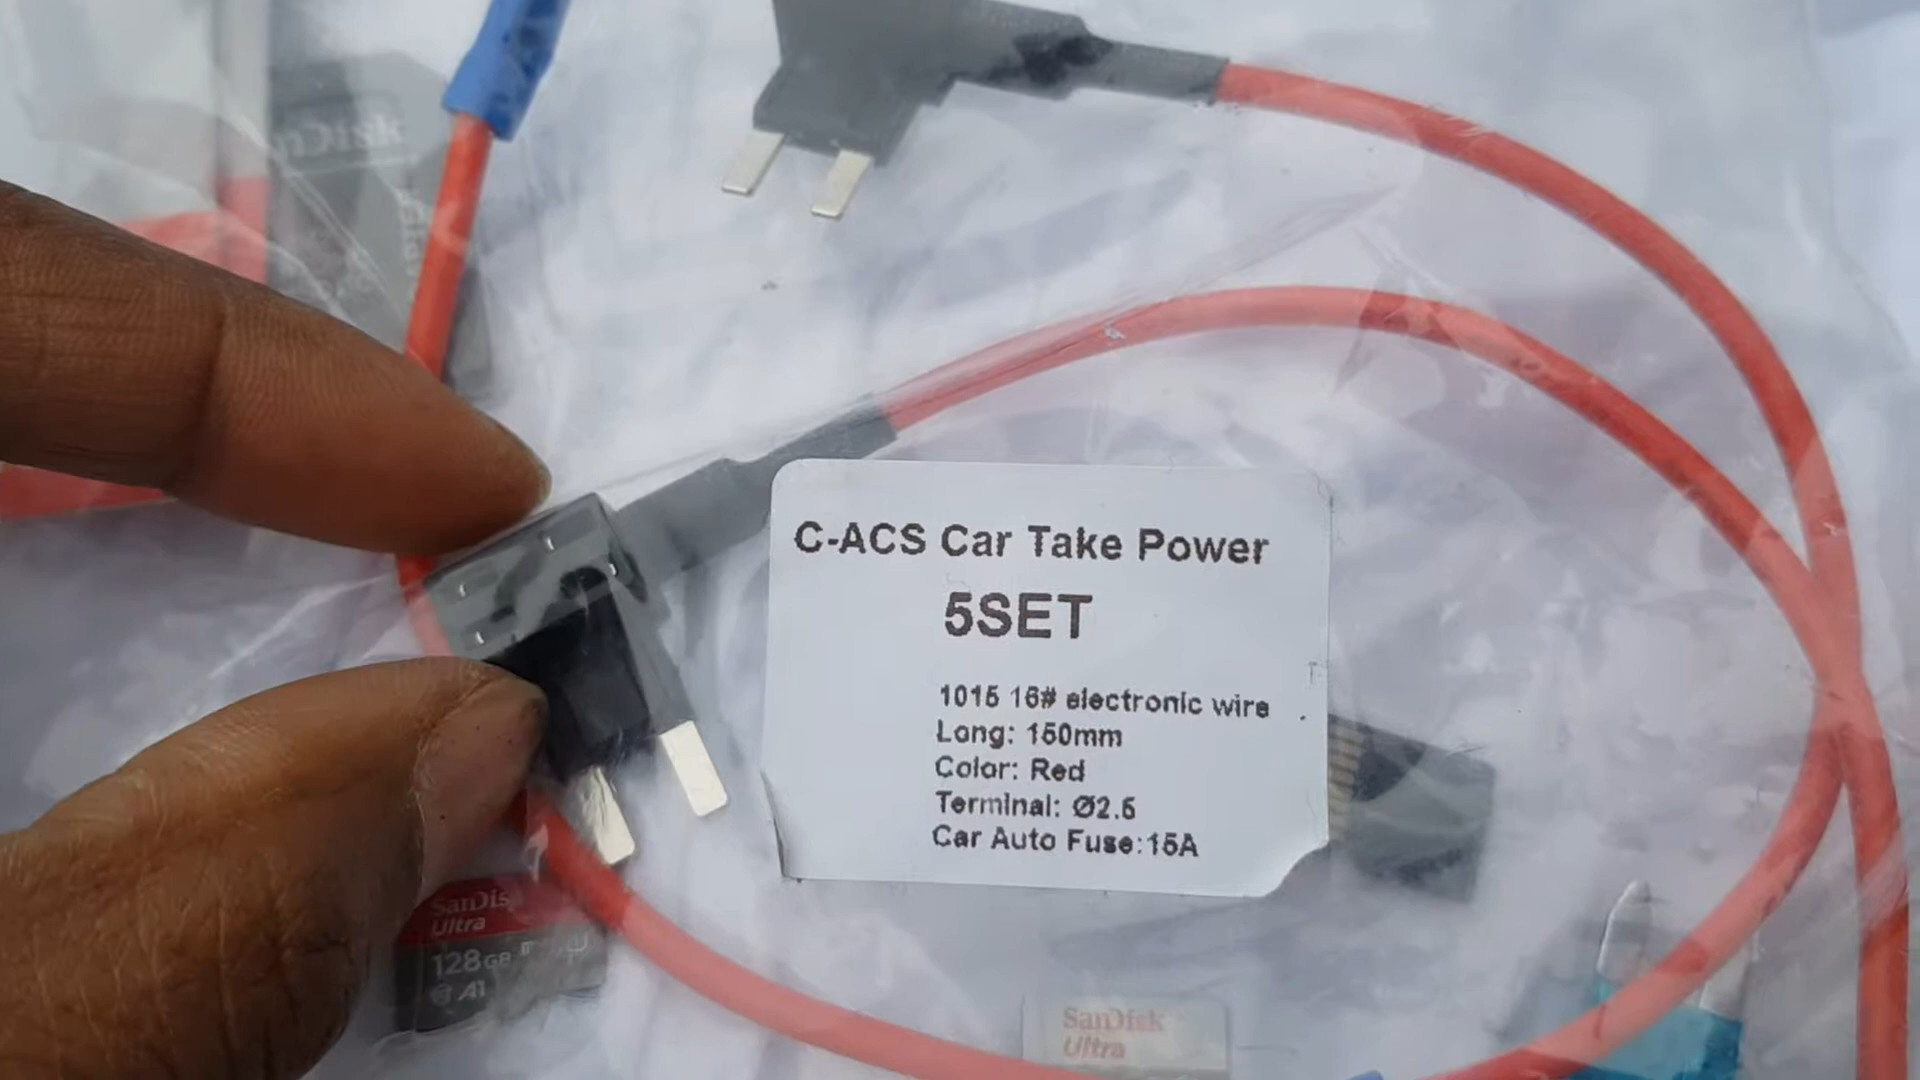 C-ACS Car Take Power
5SET
1015 16# electronic wire
Long: 150mm
Color: Red
Terminal: Ø2.5
Car Auto Fuse:15A
SanDis
Ultra
128GB
A1
SanDisk
Ultra